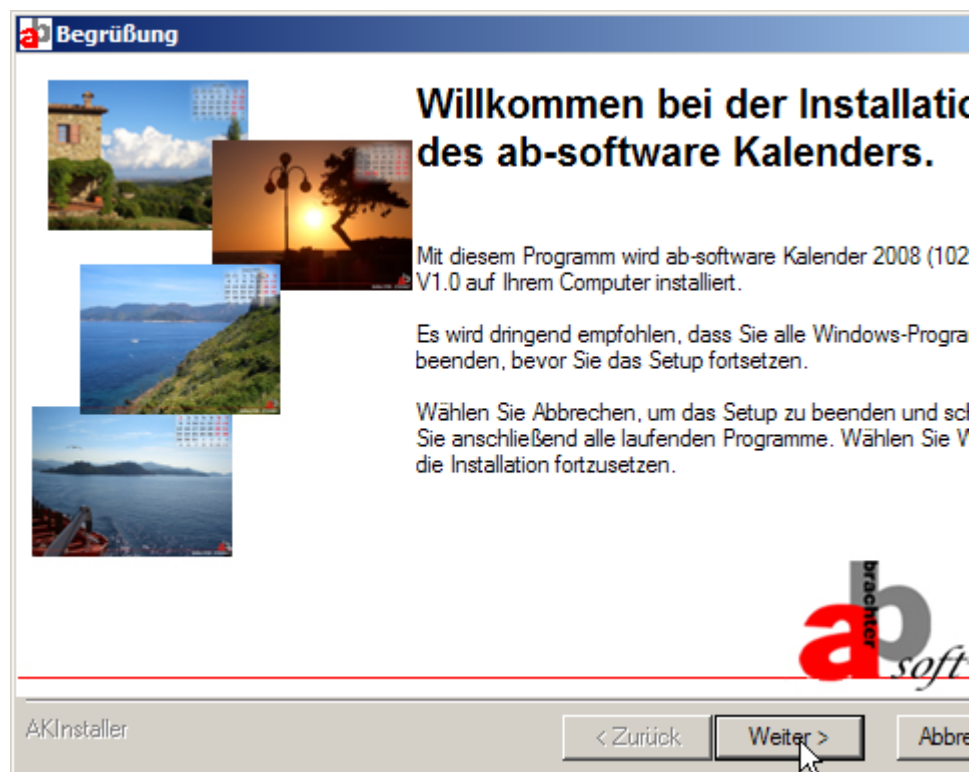 Begrüßung
Willkommen bei der Installatio
des ab-software Kalenders.
Mit diesem Programm wird ab-software Kalender 2008 (102
V1.0 auf Ihrem Computer installiert.
Es wird dringend empfohlen, dass Sie alle Windows-Progra
beenden, bevor Sie das Setup fortsetzen.
Wählen Sie Abbrechen, um das Setup zu beenden und sch
Sie anschließend alle laufenden Programme. Wählen Sie W
die Installation fortzusetzen.
ab
brachter
soft
AKInstaller
< Zurück
Weiter >
Abbre